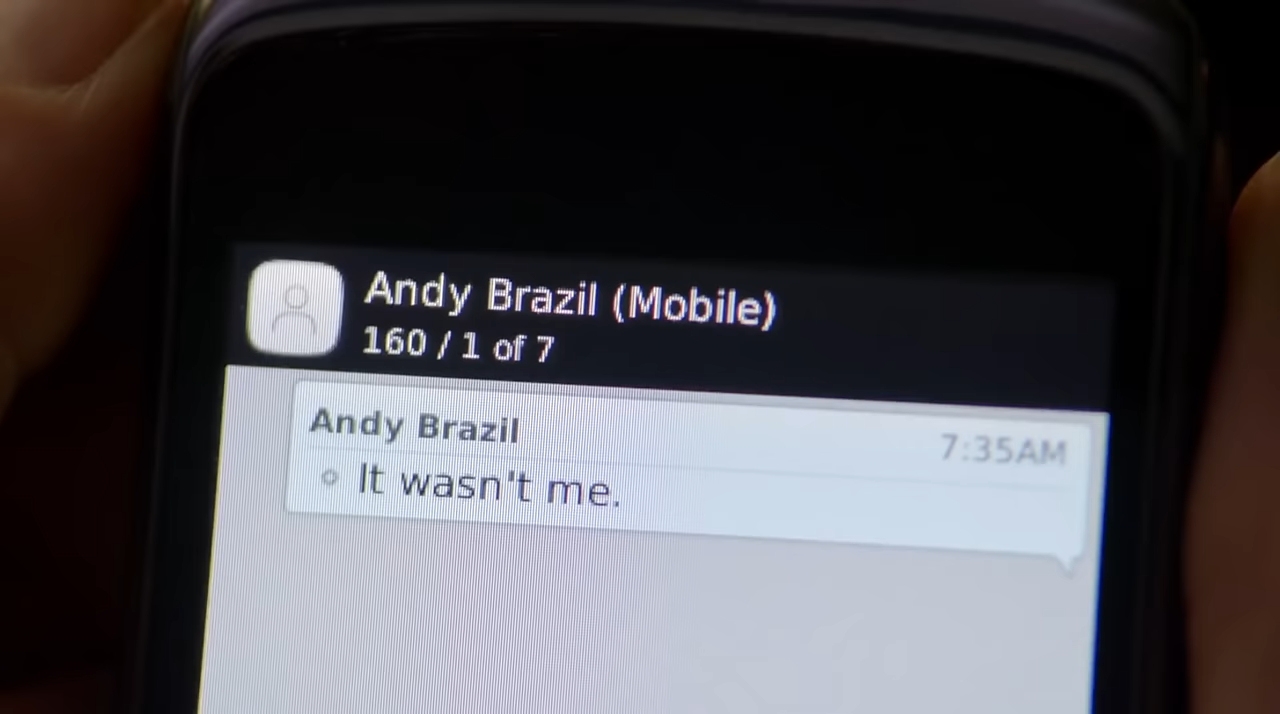 Andy Brazil (Mobile)
160 / 1 of 7
Andy Brazil
7:35AM
It wasn't me.